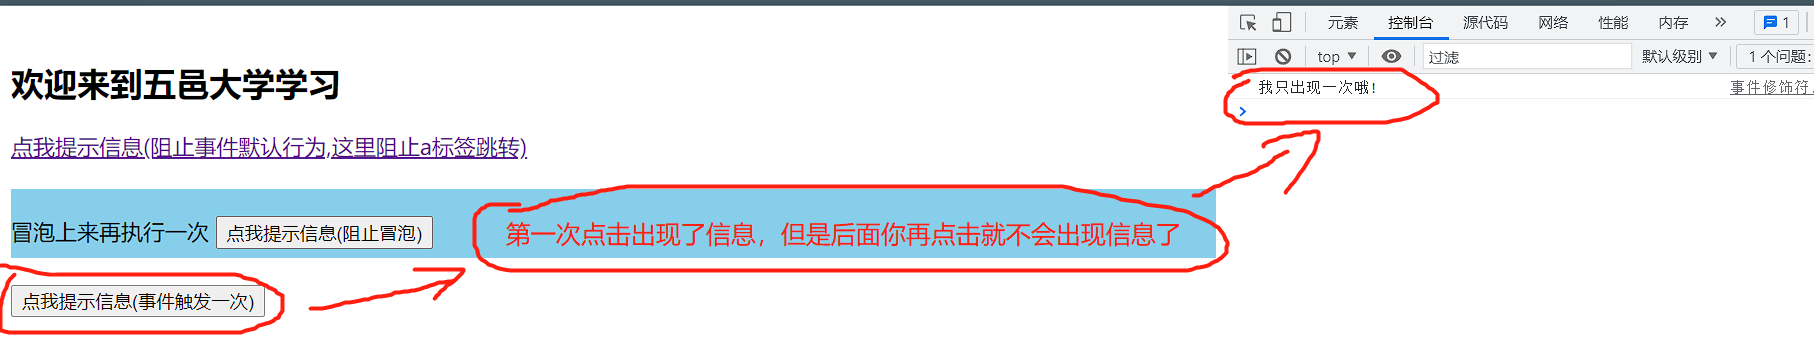 元素 控制台 源代码 网络 性能 内存 » 1
top ▼ 过滤 默认级别 ▼ 1 个问题:
我只出现一次哦!
事件修饰符.
>
欢迎来到五邑大学学习
点我提示信息(阻止事件默认行为,这里阻止a标签跳转)
冒泡上来再执行一次 点我提示信息(阻止冒泡) 第一次点击出现了信息，但是后面你再点击就不会出现信息了
点我提示信息(事件触发一次)